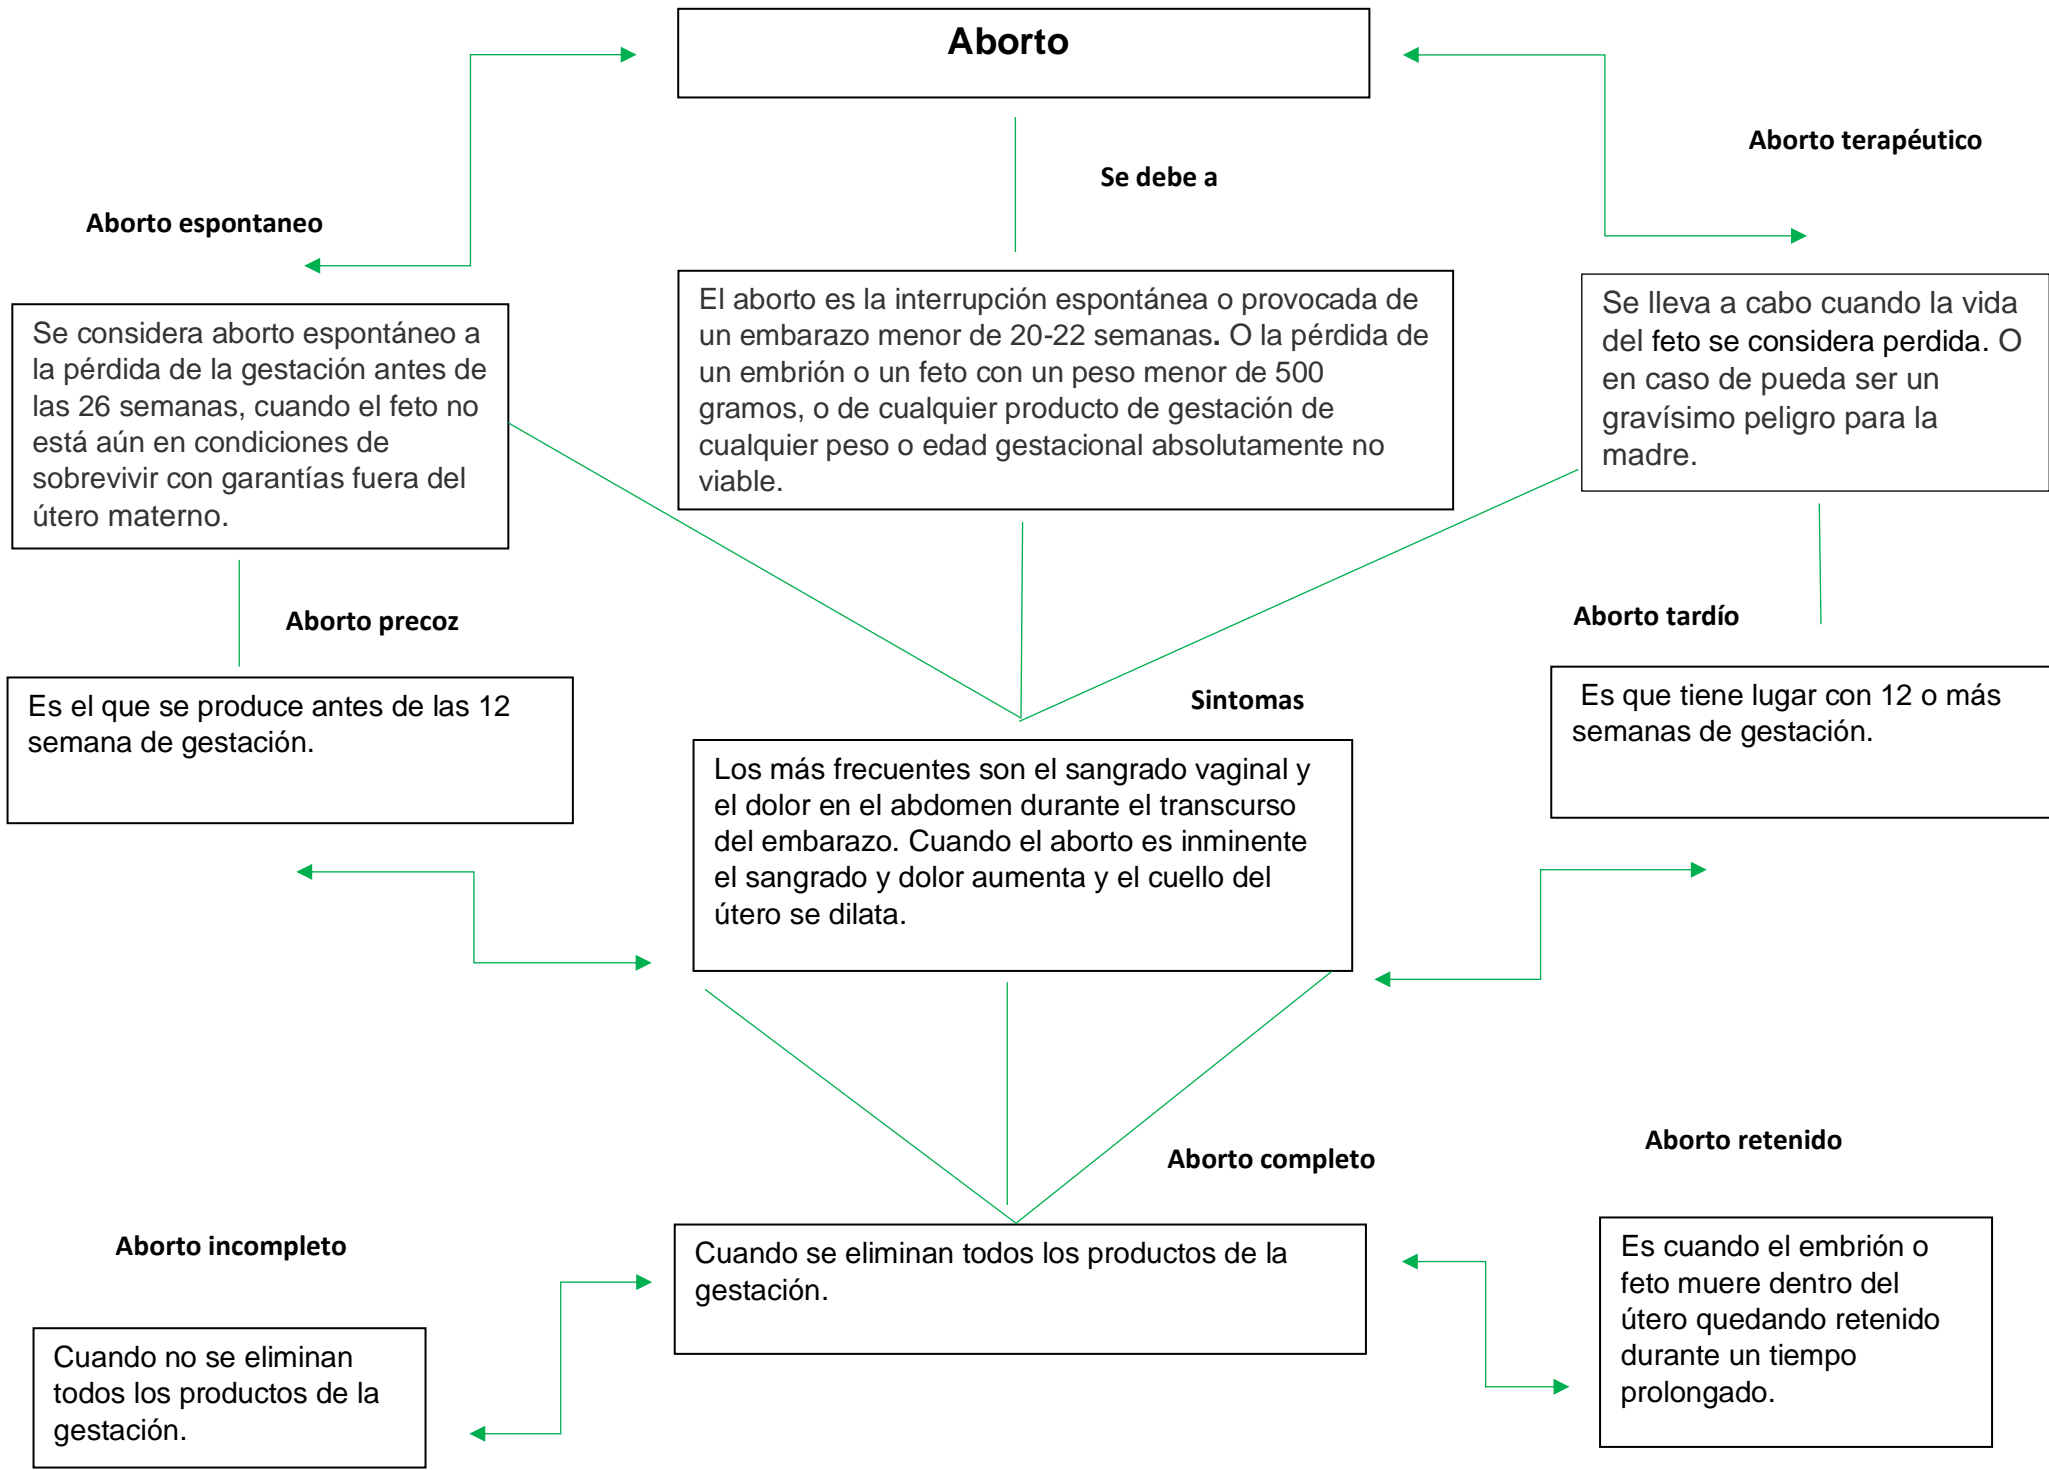 Aborto
Aborto terapéutico
Se debe a
Aborto espontaneo
El aborto es la interrupción espontánea o provocada de
un embarazo menor de 20-22 semanas. O la pérdida de
un embrión o un feto con un peso menor de 500
gramos, o de cualquier producto de gestación de
cualquier peso o edad gestacional absolutamente no
viable.
Se lleva a cabo cuando la vida
del feto se considera perdida. O
en caso de pueda ser un
gravísimo peligro para la
madre.
Se considera aborto espontáneo a
la pérdida de la gestación antes de
las 26 semanas, cuando el feto no
está aún en condiciones de
sobrevivir con garantías fuera del
útero materno.
Aborto precoz
Aborto tardío
Es el que se produce antes de las 12
semana de gestación.
Sintomas
Es que tiene lugar con 12 o más
semanas de gestación.
Los más frecuentes son el sangrado vaginal y
el dolor en el abdomen durante el transcurso
del embarazo. Cuando el aborto es inminente
el sangrado y dolor aumenta y el cuello del
útero se dilata.
Aborto retenido
Aborto completo
Aborto incompleto
Cuando se eliminan todos los productos de la
gestación.
Es cuando el embrión o
feto muere dentro del
útero quedando retenido
durante un tiempo
prolongado.
Cuando no se eliminan
todos los productos de la
gestación.